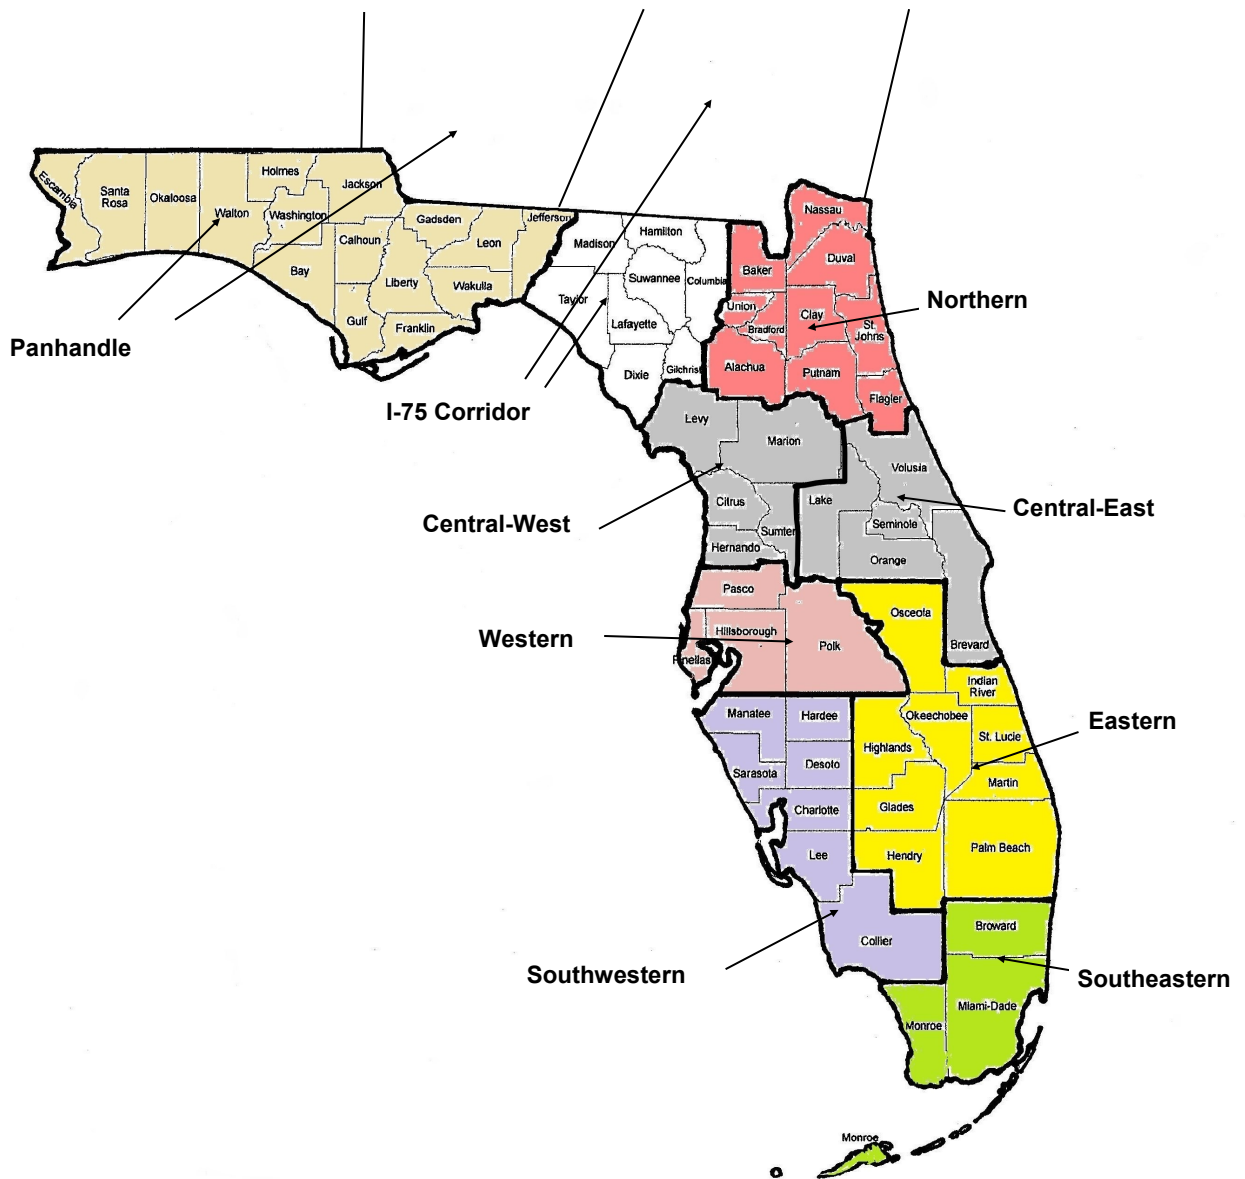 Escambia
Santa
Rosa
Okaloosa
Walton
Holmes
Washington
Jackson
Bay
Calhoun
Gulf
Gadsden
Liberty
Franklin
Leon
Wakulla
Jefferson
Panhandle
Madison
Hamilton
Taylor
Suwannee
Columbia
Lafayette
Dixie
Gilchrist
I-75 Corridor
Nassau
Duval
Baker
Union
Bradford
Clay
St.
Johns
Alachua
Putnam
Flagler
Northern
Levy
Marion
Citrus
Sumter
Hernando
Central-West
Volusia
Lake
Seminole
Orange
Brevard
Central-East
Pasco
Hillsborough
Pinellas
Polk
Western
Osceola
Indian
River
Okeechobee
St. Lucie
Highlands
Martin
Glades
Hendry
Palm Beach
Eastern
Manatee
Hardee
Sarasota
Desoto
Charlotte
Lee
Collier
Southwestern
Broward
Miami-Dade
Monroe
Southeastern
Monroe